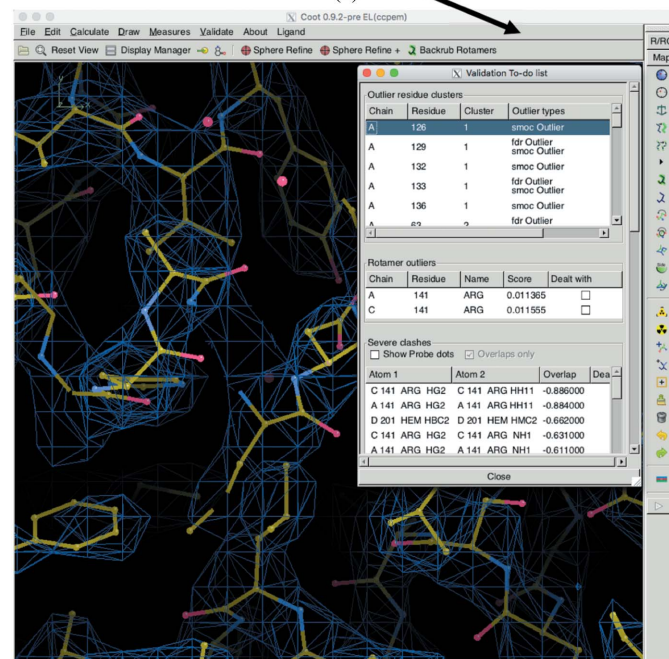 Coot 0.9.2-pre EL(ccpem)
File Edit Calculate Draw Measures Validate About Ligand
Reset View Display Manager Sphere Refine Sphere Refine + Backrub Rotamers
R/RC
Map
Validation To-do list
Outlier residue clusters
Chain Residue Cluster Outlier types
A 126 1 smoc Outlier
A 129 1 fdr Outlier
smoc Outlier
A 132 1 smoc Outlier
A 133 1 fdr Outlier
smoc Outlier
A 136 1 smoc Outlier
A 63 2 fdr Outlier
Rotamer outliers
Chain Residue Name Score Dealt with
A 141 ARG 0.011365
C 141 ARG 0.011555
Severe clashes
Show Probe dots Overlaps only
Atom 1 Atom 2 Overlap Dea
C 141 ARG HG2 C 141 ARG HH11 -0.886000
A 141 ARG HG2 A 141 ARG HH11 -0.884000
D 201 HEM HBC2 D 201 HEM HMC2 -0.662000
C 141 ARG HG2 C 141 ARG NH1 -0.631000
A 141 ARG HG2 A 141 ARG NH1 -0.611000
Close